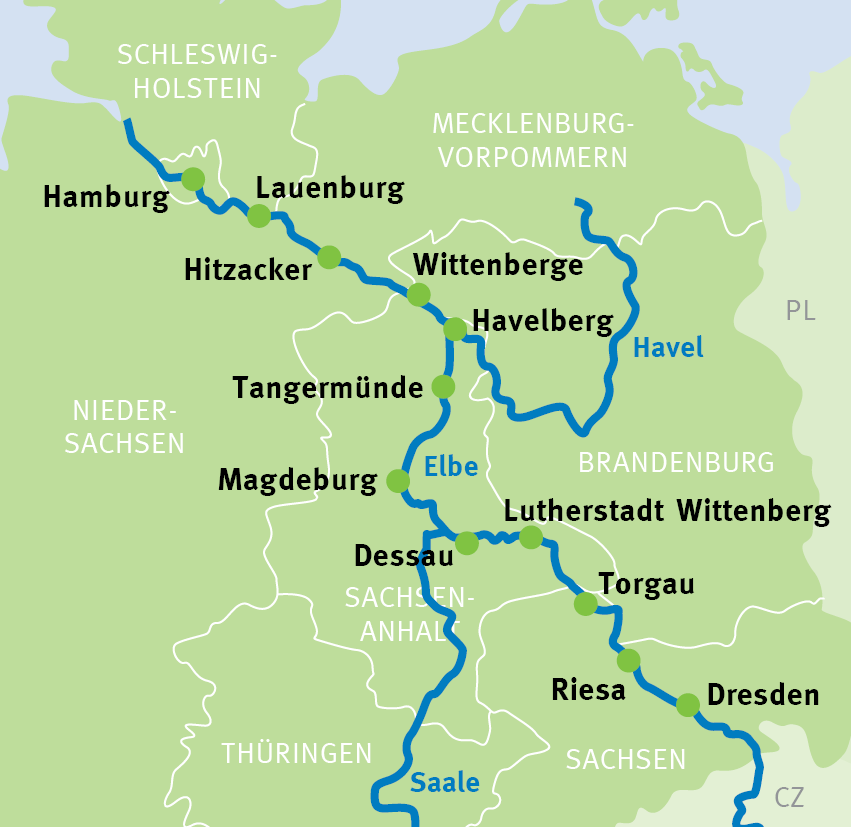 SCHLESWIG-
HOLSTEIN
MECKLENBURG-
VORPOMMERN
Hamburg
Lauenburg
Hitzacker
Wittenberge
PL
Havelberg
Havel
Tangermünde
NIEDER-
SACHSEN
Elbe
BRANDENBURG
Magdeburg
Lutherstadt Wittenberg
Dessau
Torgau
SACHSEN-
ANHALT
Riesa
Dresden
THÜRINGEN
SACHSEN
Saale
CZ